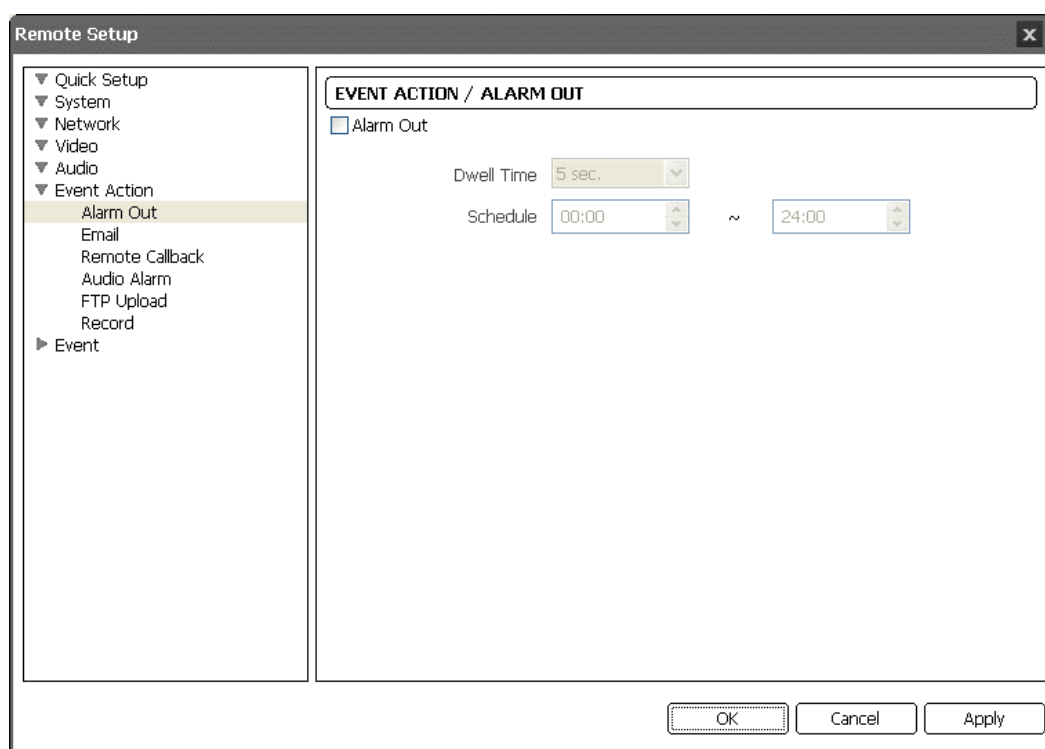 Remote Setup
Quick Setup
System
Network
Video
Audio
Event Action
Alarm Out
Email
Remote Callback
Audio Alarm
FTP Upload
Record
Event
EVENT ACTION / ALARM OUT
Alarm Out
Dwell Time 5 sec.
Schedule 00:00 ~ 24:00
OK Cancel Apply